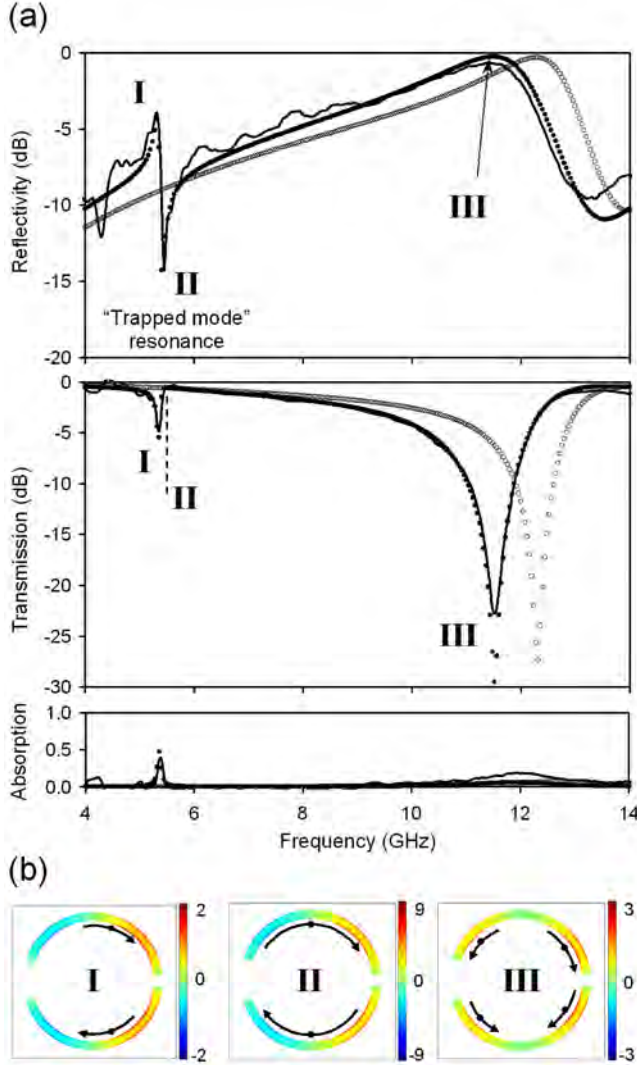 (a)
0
-5
-10
-15
-20
Reflectivity (dB)
I
II
III
"Trapped mode"
resonance
0
-5
-10
-15
-20
-25
-30
Transmission (dB)
I
II
III
1.0
0.5
0.0
Absorption
4 6 8 10 12 14
Frequency (GHz)
(b)
I
2
0
-2
II
9
0
-9
III
3
0
-3